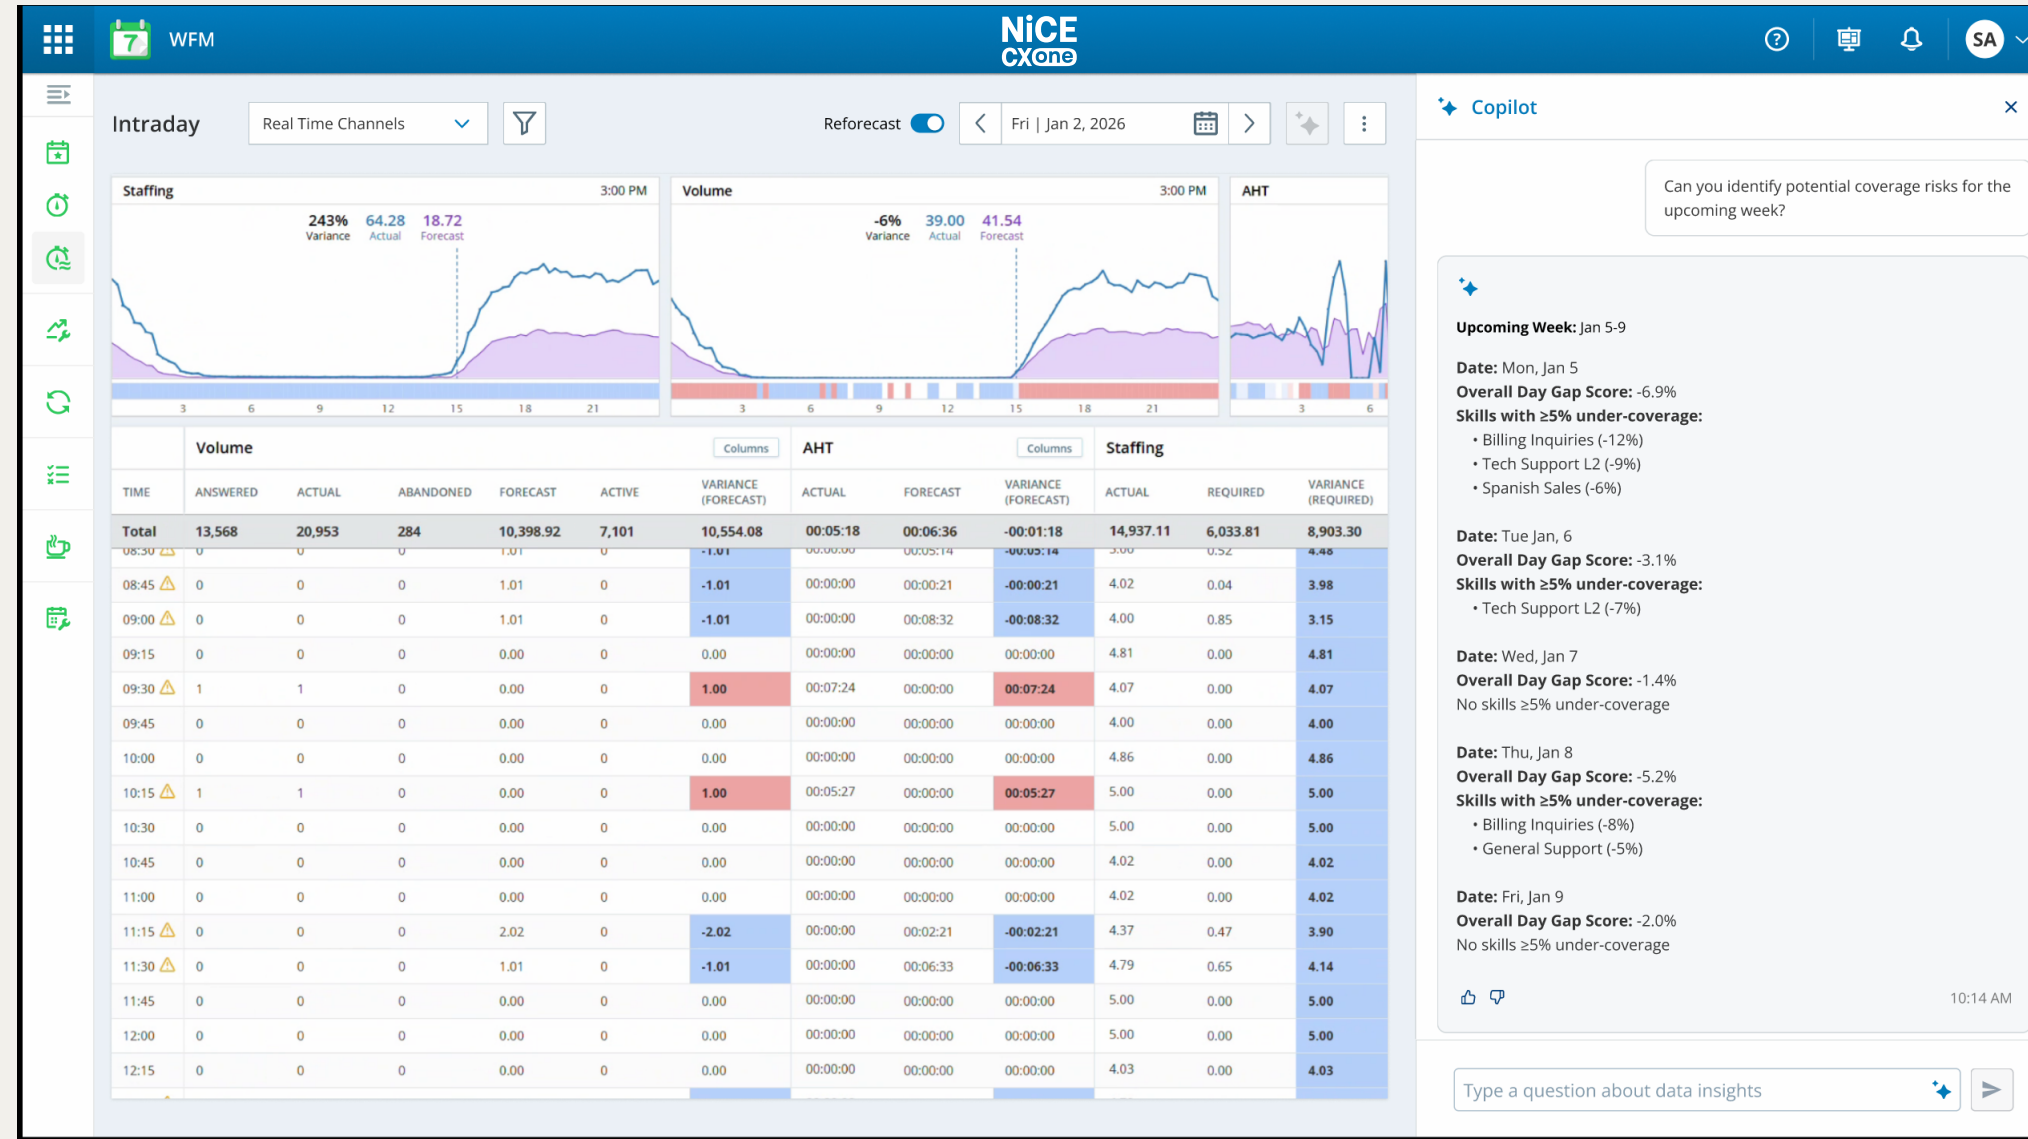 7 WFM
NiCE
CXone
? SA
Intraday
Real Time Channels
Reforecast
Fri | Jan 2, 2026
Staffing 3:00 PM
243% 64.28 18.72
Variance Actual Forecast
3 6 9 12 15 18 21
Volume 3:00 PM
-6% 39.00 41.54
Variance Actual Forecast
3 6 9 12 15 18 21
AHT
3 6
Volume Columns AHT Columns Staffing
TIME ANSWERED ACTUAL ABANDONED FORECAST ACTIVE VARIANCE (FORECAST) ACTUAL FORECAST VARIANCE (FORECAST) ACTUAL REQUIRED VARIANCE (REQUIRED)
Total 13,568 20,953 284 10,398.92 7,101 10,554.08 00:05:18 00:06:36 -00:01:18 14,937.11 6,033.81 8,903.30
08:30 0 0 0 1.01 0 -1.01 00:00:00 00:05:14 -00:05:14 3.00 0.52 4.48
08:45 0 0 0 1.01 0 -1.01 00:00:00 00:00:21 -00:00:21 4.02 0.04 3.98
09:00 0 0 0 1.01 0 -1.01 00:00:00 00:08:32 -00:08:32 4.00 0.85 3.15
09:15 0 0 0 0.00 0 0.00 00:00:00 00:00:00 00:00:00 4.81 0.00 4.81
09:30 1 1 0 0.00 0 1.00 00:07:24 00:00:00 00:07:24 4.07 0.00 4.07
09:45 0 0 0 0.00 0 0.00 00:00:00 00:00:00 00:00:00 4.00 0.00 4.00
10:00 0 0 0 0.00 0 0.00 00:00:00 00:00:00 00:00:00 4.86 0.00 4.86
10:15 1 1 0 0.00 0 1.00 00:05:27 00:00:00 00:05:27 5.00 0.00 5.00
10:30 0 0 0 0.00 0 0.00 00:00:00 00:00:00 00:00:00 5.00 0.00 5.00
10:45 0 0 0 0.00 0 0.00 00:00:00 00:00:00 00:00:00 4.02 0.00 4.02
11:00 0 0 0 0.00 0 0.00 00:00:00 00:00:00 00:00:00 4.02 0.00 4.02
11:15 0 0 0 2.02 0 -2.02 00:00:00 00:02:21 -00:02:21 4.37 0.47 3.90
11:30 0 0 0 1.01 0 -1.01 00:00:00 00:06:33 -00:06:33 4.79 0.65 4.14
11:45 0 0 0 0.00 0 0.00 00:00:00 00:00:00 00:00:00 5.00 0.00 5.00
12:00 0 0 0 0.00 0 0.00 00:00:00 00:00:00 00:00:00 5.00 0.00 5.00
12:15 0 0 0 0.00 0 0.00 00:00:00 00:00:00 00:00:00 4.03 0.00 4.03
Copilot
Can you identify potential coverage risks for the
upcoming week?
Upcoming Week: Jan 5-9
Date: Mon, Jan 5
Overall Day Gap Score: -6.9%
Skills with ≥5% under-coverage:
• Billing Inquiries (-12%)
• Tech Support L2 (-9%)
• Spanish Sales (-6%)
Date: Tue Jan, 6
Overall Day Gap Score: -3.1%
Skills with ≥5% under-coverage:
• Tech Support L2 (-7%)
Date: Wed, Jan 7
Overall Day Gap Score: -1.4%
No skills ≥5% under-coverage
Date: Thu, Jan 8
Overall Day Gap Score: -5.2%
Skills with ≥5% under-coverage:
• Billing Inquiries (-8%)
• General Support (-5%)
Date: Fri, Jan 9
Overall Day Gap Score: -2.0%
No skills ≥5% under-coverage
10:14 AM
Type a question about data insights